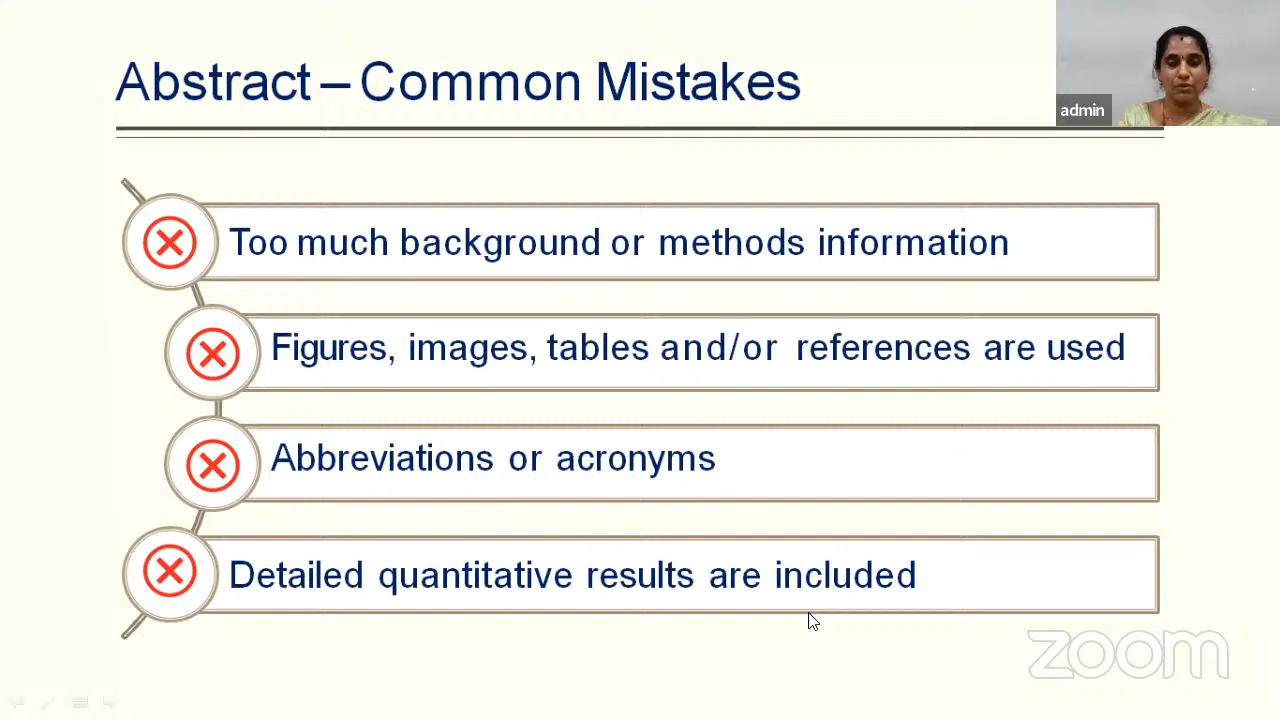 Abstract – Common Mistakes
admin
Too much background or methods information
Figures, images, tables and/or references are used
Abbreviations or acronyms
Detailed quantitative results are included
zoom